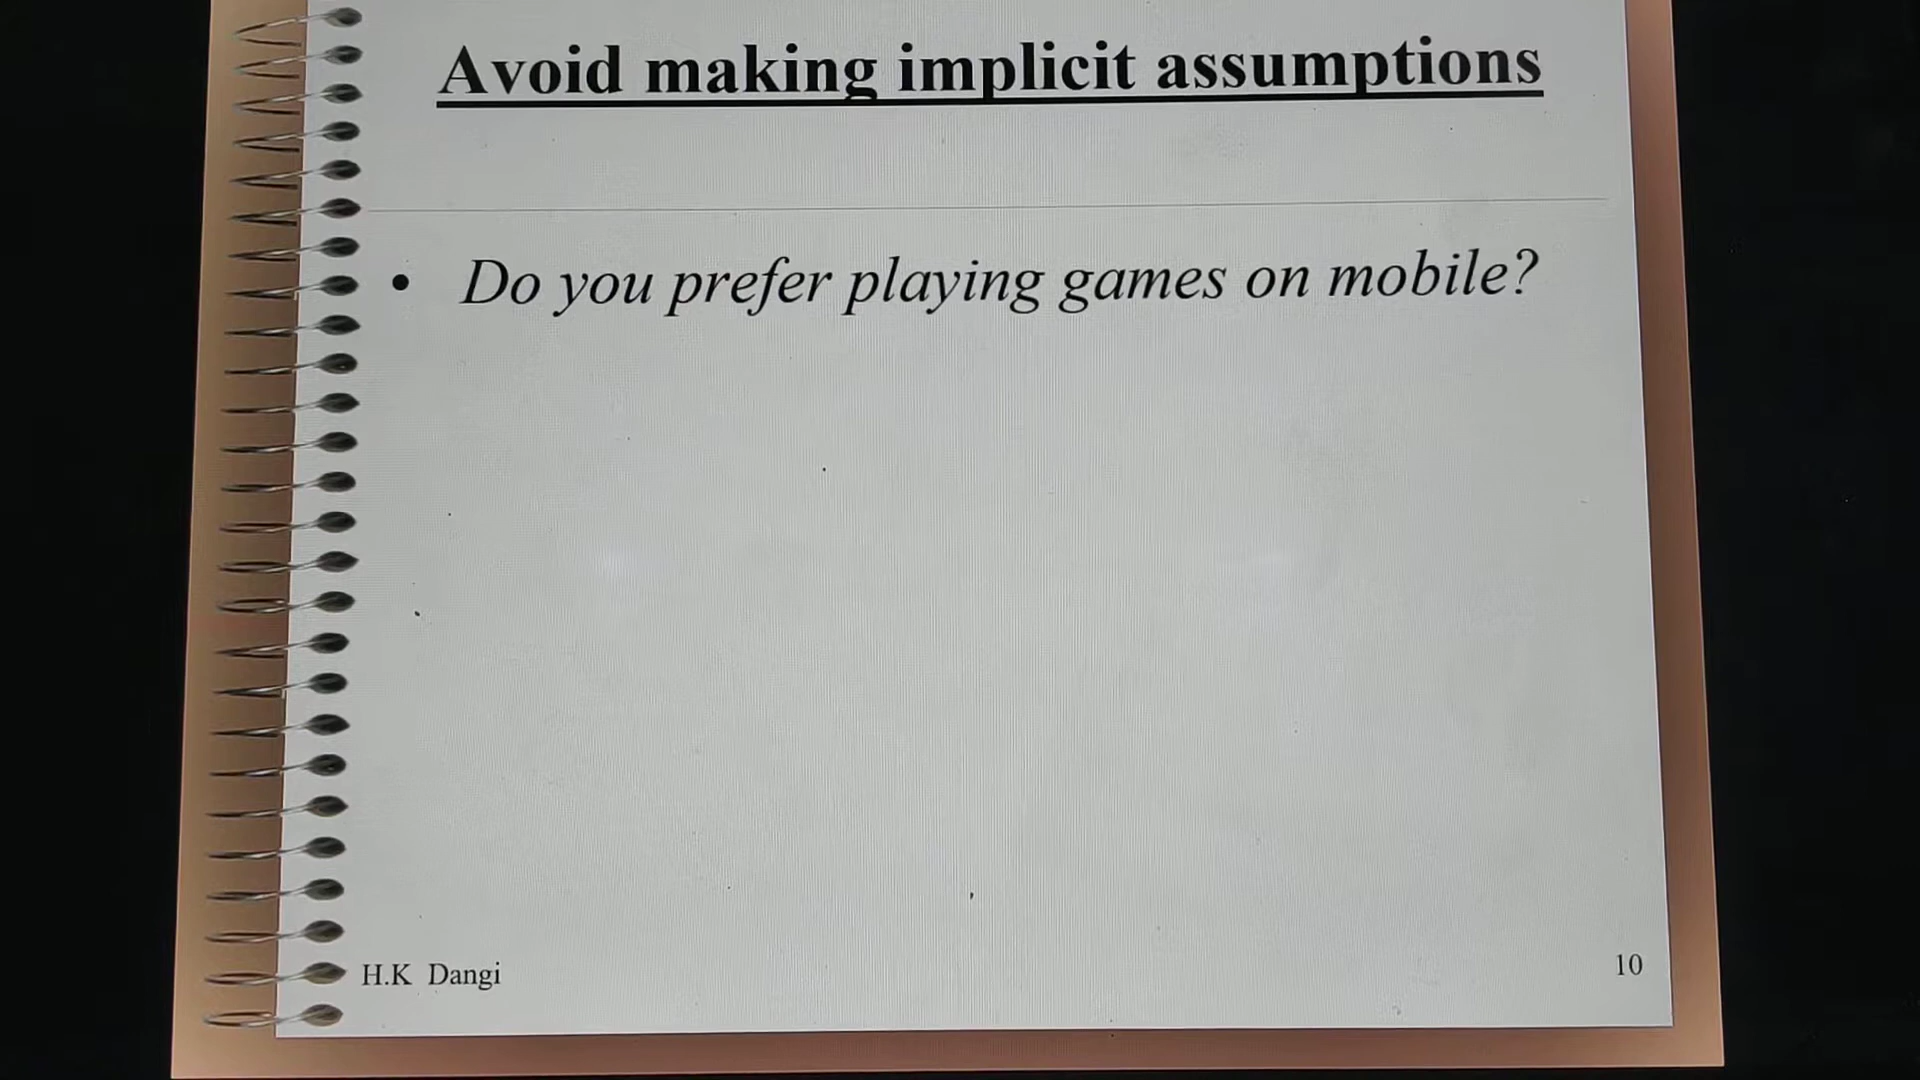 Avoid making implicit assumptions
• Do you prefer playing games on mobile?
H.K Dangi
10